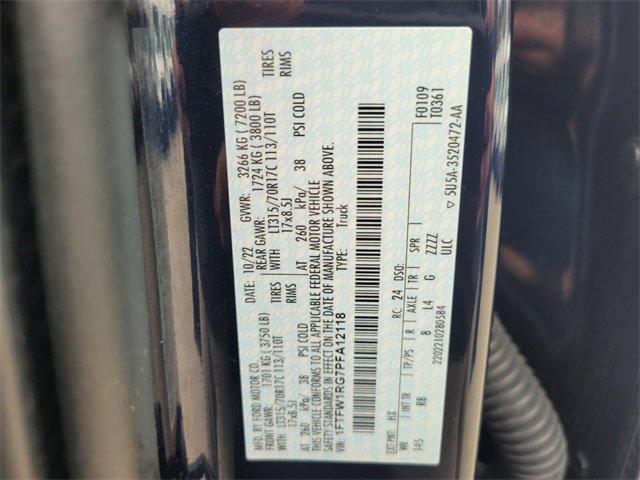 MFD. BY FORD MOTOR CO.
DATE: 10/22 GVWR: 3266 KG ( 7200 LB)
FRONT GAWR: 1701 KG ( 3750 LB) REAR GAWR: 1724 KG ( 3800 LB)
LT315/70R17C 113/110T TIRES WITH LT315/70R17C 113/110T TIRES
17x8.5J RIMS 17x8.5J RIMS
AT 260 kPa/ 38 PSI COLD AT 260 kPa/ 38 PSI COLD
THIS VEHICLE CONFORMS TO ALL APPLICABLE FEDERAL MOTOR VEHICLE
SAFETY STANDARDS IN EFFECT ON THE DATE OF MANUFACTURE SHOWN ABOVE.
VIN: 1FTFW1RG7PFA12118 TYPE: Truck
F0109
T0361
EXT PNT: HX RC: 24 DSO:
WB INT TR TP/PS R AXLE TR SPR
145 RB 8 L4 G ZZZZ
ULC
2202210280584 5U5A-3520472-AA